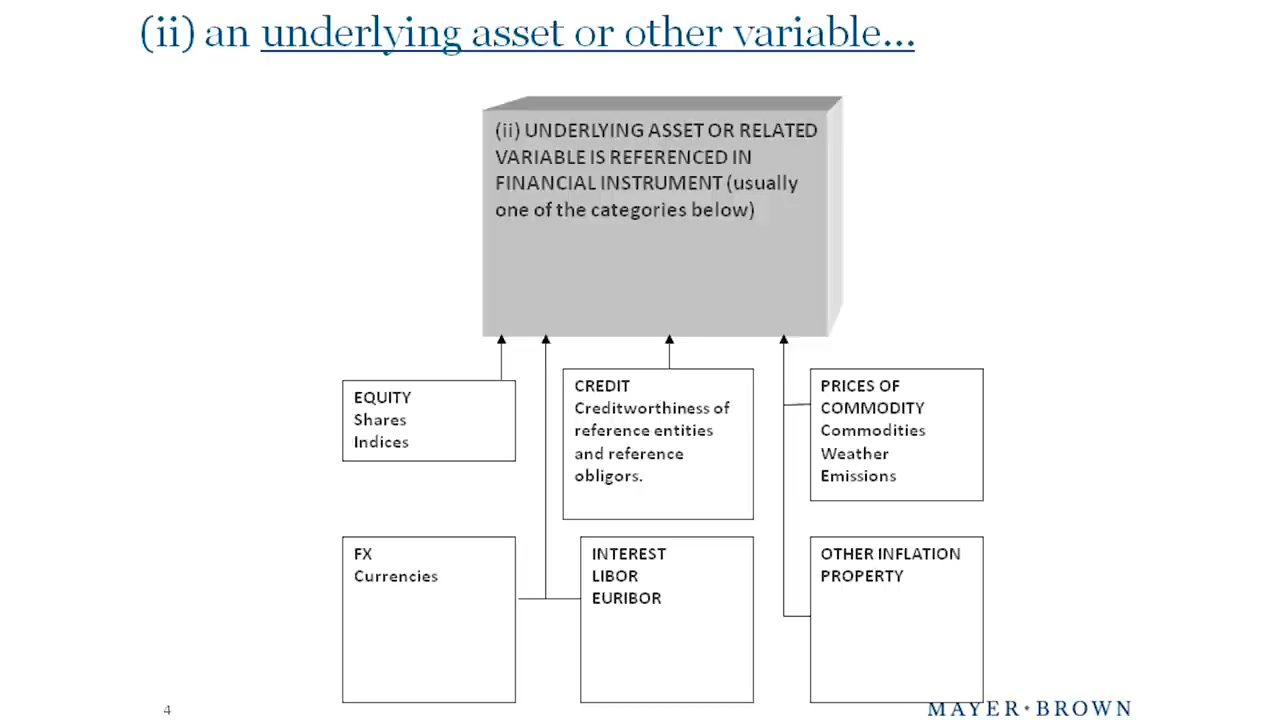 (ii) an underlying asset or other variable...
(ii) UNDERLYING ASSET OR RELATED
VARIABLE IS REFERENCED IN
FINANCIAL INSTRUMENT (usually
one of the categories below)
EQUITY
Shares
Indices
CREDIT
Creditworthiness of
reference entities
and reference
obligors.
PRICES OF
COMMODITY
Commodities
Weather
Emissions
FX
Currencies
INTEREST
LIBOR
EURIBOR
OTHER INFLATION
PROPERTY
4
MAYER•BROWN